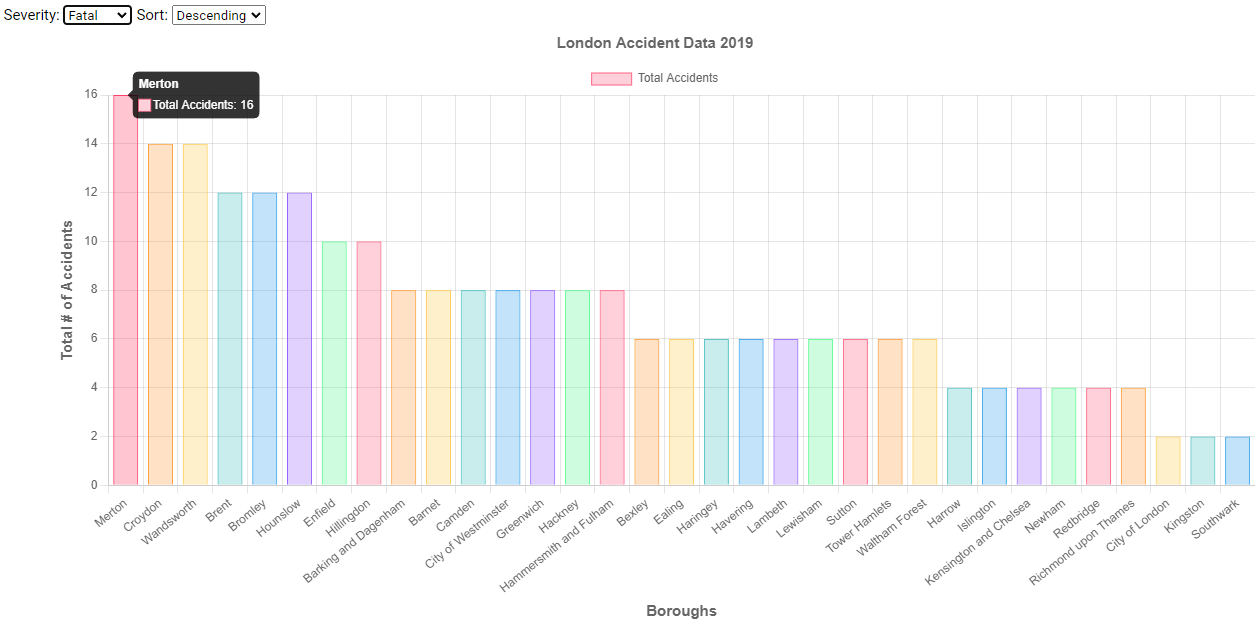 Severity: Fatal Sort: Descending
London Accident Data 2019
Total Accidents
Merton
Total Accidents: 16
16
14
12
10
8
6
4
2
0
Total # of Accidents
Merton
Croydon
Wandsworth
Brent
Bromley
Hounslow
Enfield
Hillingdon
Barking and Dagenham
Barnet
Camden
City of Westminster
Greenwich
Hackney
Hammersmith and Fulham
Bexley
Ealing
Haringey
Havering
Lambeth
Lewisham
Sutton
Tower Hamlets
Waltham Forest
Harrow
Islington
Kensington and Chelsea
Newham
Redbridge
Richmond upon Thames
City of London
Kingston
Southwark
Boroughs